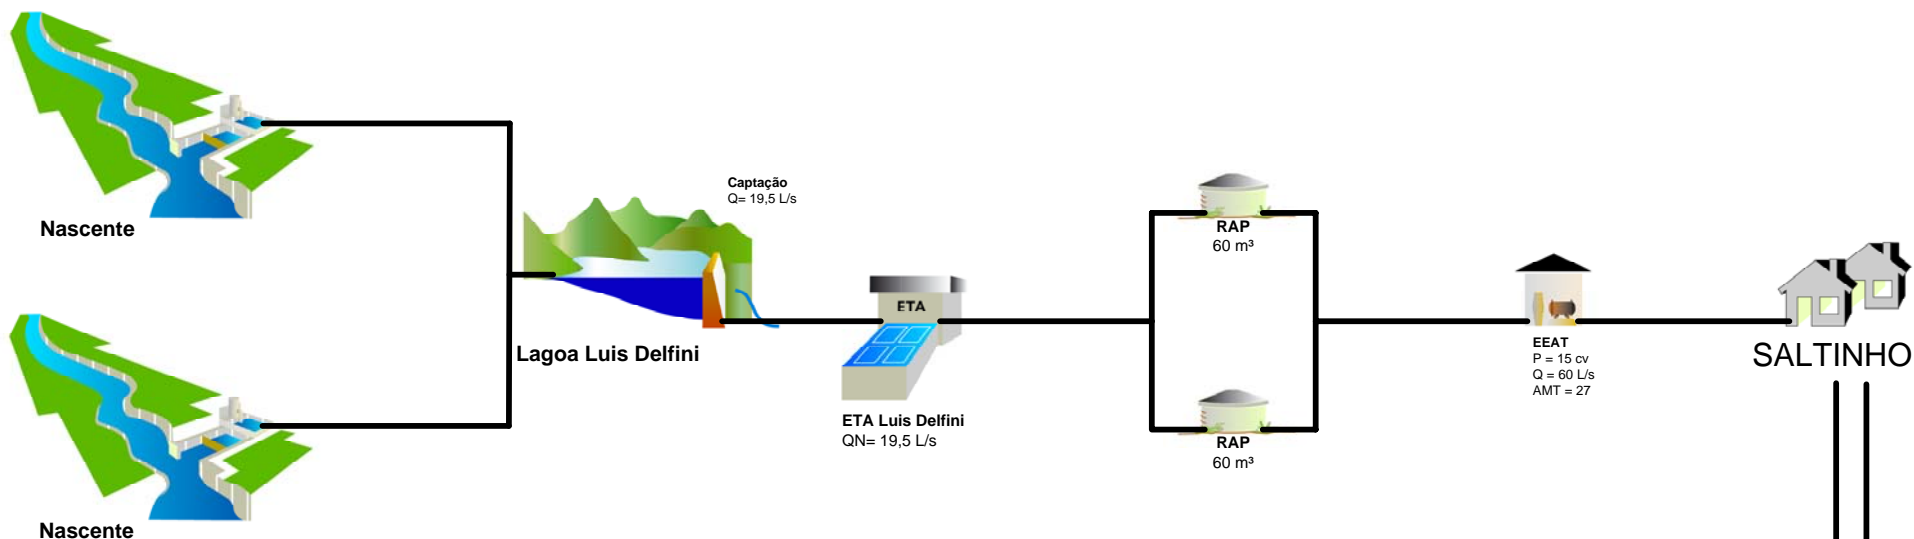 Nascente
Captação
Q= 19,5 L/s
Lagoa Luis Delfini
ETA
ETA Luis Delfini
QN= 19,5 L/s
RAP
60 m³
RAP
60 m³
EEAT
P = 15 cv
Q = 60 L/s
AMT = 27
SALTINHO
Nascente